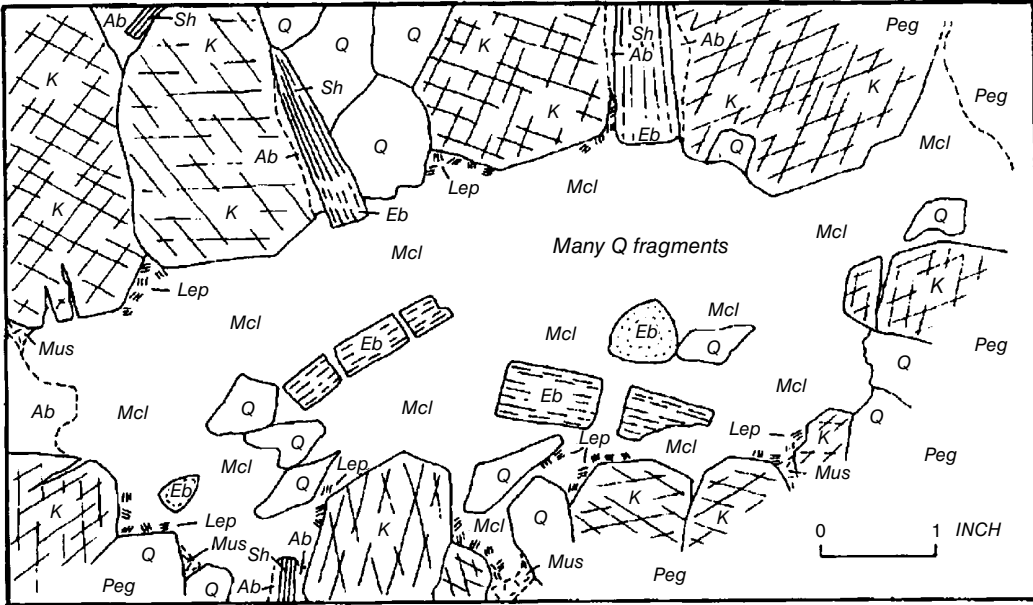 Ab Sh K Q Q Q K Sh Ab Ab Peg
K Sh K K Peg
Ab Q Eb Q Mcl
K K Lep Eb Mcl Q
Mcl Many Q fragments Mcl
Lep K
Mus Mcl Eb Mcl Eb Mcl Q Peg
Ab Mcl Q Mcl Eb Mcl Q
Q Lep Mcl Lep K Peg
Mcl Lep Q Mus
K Eb Q K K
Lep Mcl Q 0 1 INCH
Q Mus Sh Ab Mus
Peg Q Ab Peg